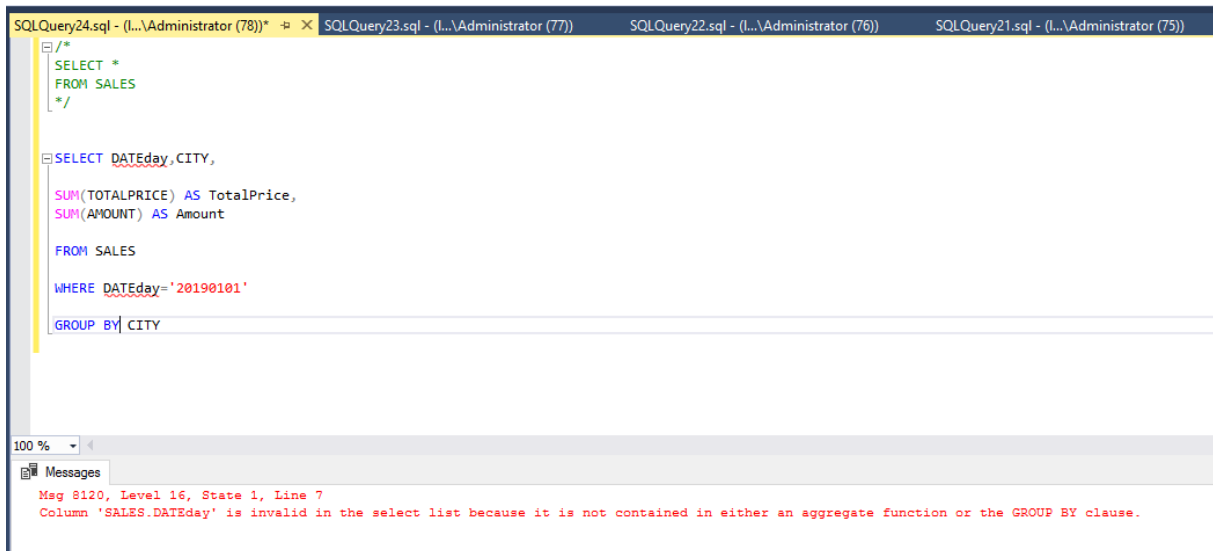 SQLQuery24.sql - (l...\Administrator (78))* SQLQuery23.sql - (l...\Administrator (77)) SQLQuery22.sql - (l...\Administrator (76)) SQLQuery21.sql - (l...\Administrator (75))
/*
SELECT *
FROM SALES
*/
SELECT DATEday,CITY,
SUM(TOTALPRICE) AS TotalPrice,
SUM(AMOUNT) AS Amount
FROM SALES
WHERE DATEday='20190101'
GROUP BY CITY
100 %
Messages
Msg 8120, Level 16, State 1, Line 7
Column 'SALES.DATEday' is invalid in the select list because it is not contained in either an aggregate function or the GROUP BY clause.